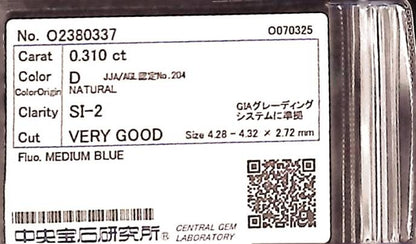 No. O2380337 O070325
Carat 0.310 ct
Color D JJA/AGL認定No.204
ColorOrigin NATURAL
Clarity SI-2 GIAグレーディングシステムに準拠
Cut VERY GOOD Size 4.28 - 4.32 × 2.72 mm
Fluo. MEDIUM BLUE
中央宝石研究所® CENTRAL GEM LABORATORY